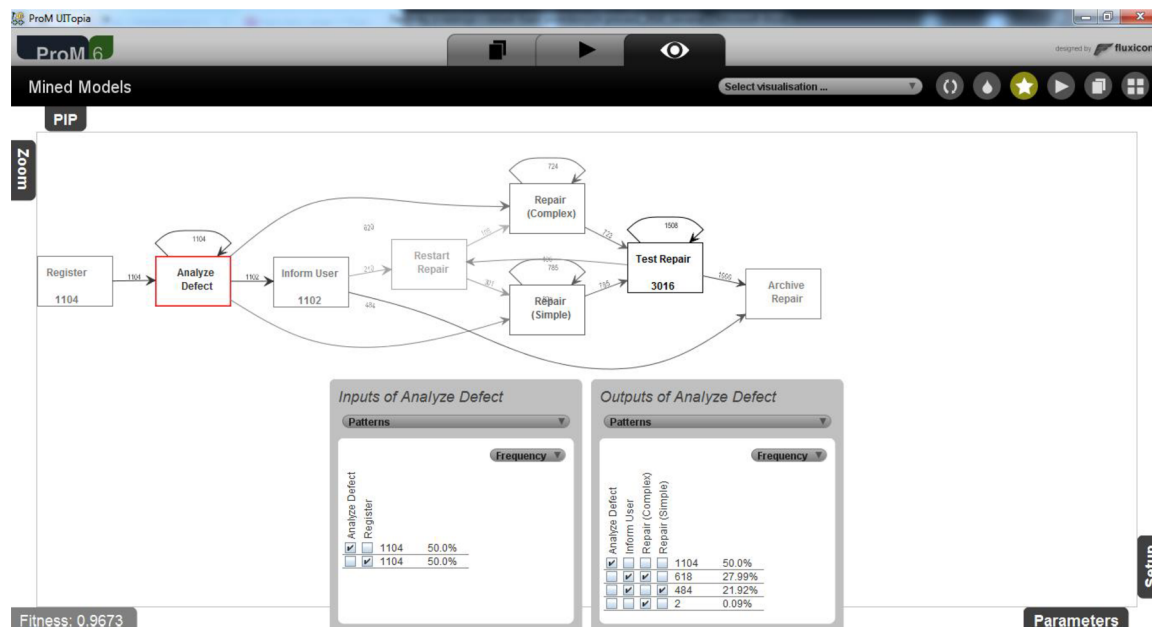 ProM UITopia
ProM 6
designed by fluxicon
Mined Models
Select visualisation ...
PIP
Zoom
724
Repair
(Complex)
629
1104
1508
Register
1104
1104
Analyze
Defect
1102
Inform User
1102
Restart
Repair
785
Repair
(Simple)
Test Repair
3016
Archive
Repair
484
Inputs of Analyze Defect
Patterns
Frequency
Analyze Defect
Register
1104 50.0%
1104 50.0%
Outputs of Analyze Defect
Patterns
Frequency
Analyze Defect
Inform User
Repair (Complex)
Repair (Simple)
1104 50.0%
618 27.99%
484 21.92%
2 0.09%
Setup
Fitness: 0.9673
Parameters